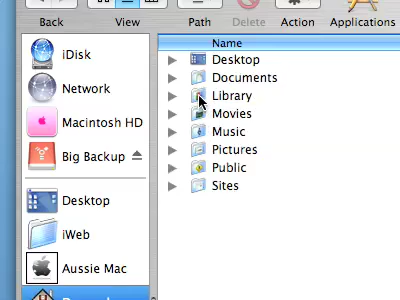 Back View Path Delete Action Applications
iDisk
Network
Macintosh HD
Big Backup
Desktop
iWeb
Aussie Mac
Name
Desktop
Documents
Library
Movies
Music
Pictures
Public
Sites